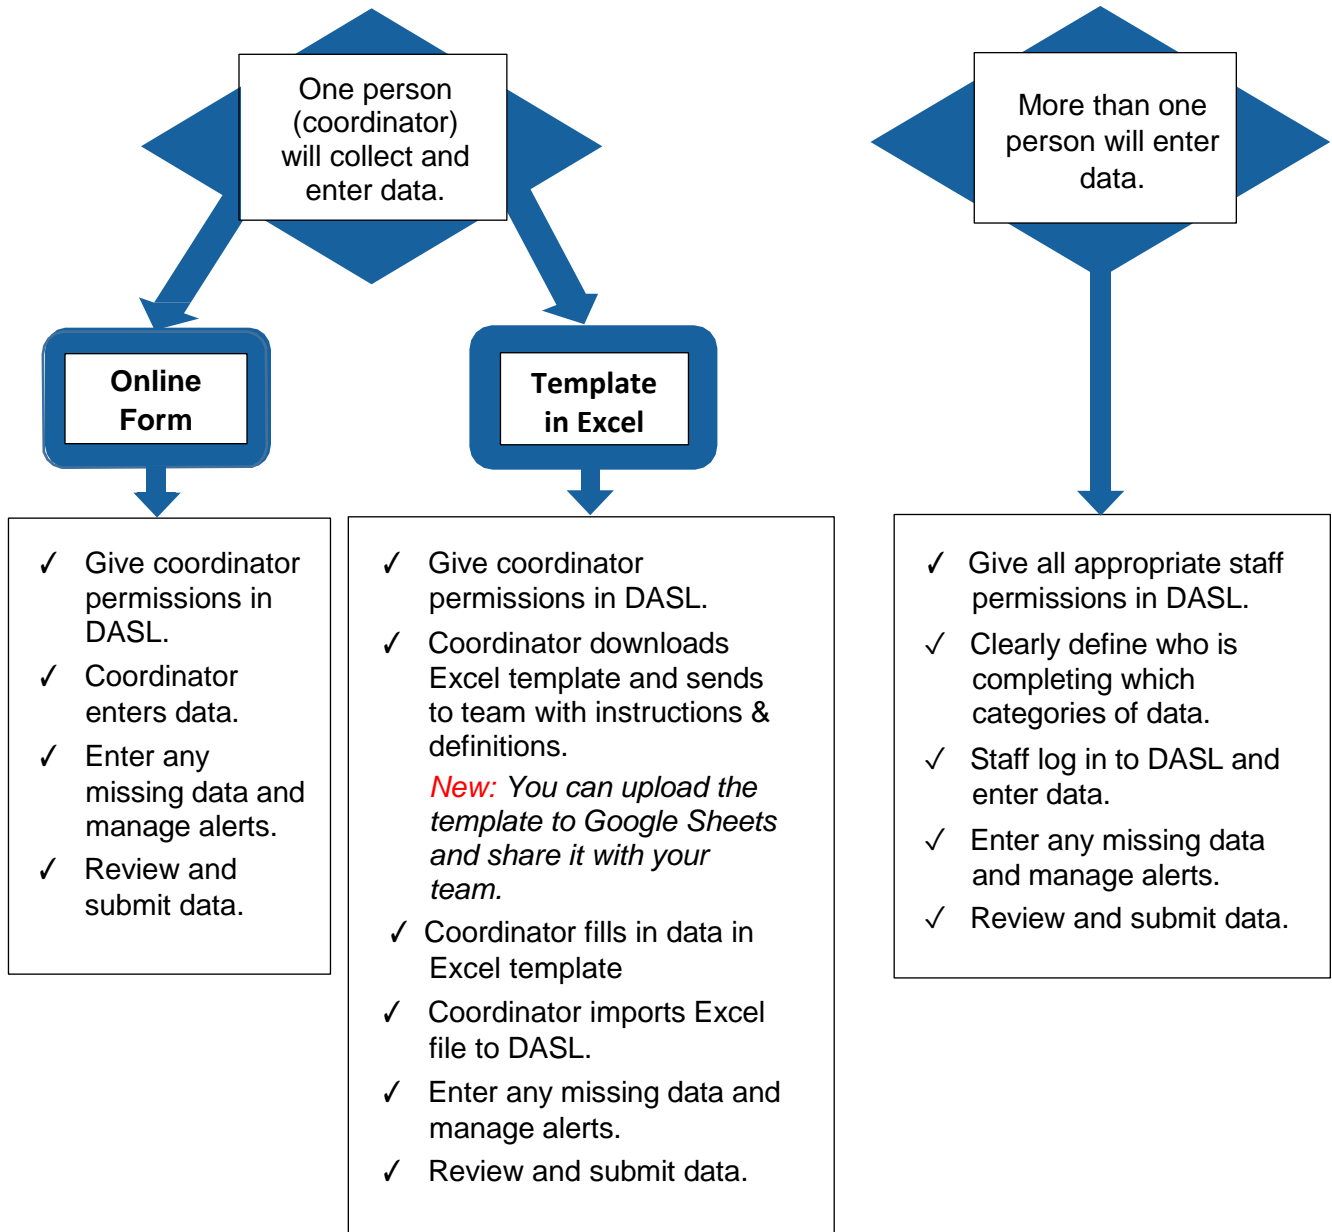 One person
(coordinator)
will collect and
enter data.
More than one
person will enter
data.
Online
Form
Template
in Excel
✓ Give coordinator
permissions in
DASL.
✓ Coordinator
enters data.
✓ Enter any
missing data and
manage alerts.
✓ Review and
submit data.
✓ Give coordinator
permissions in DASL.
✓ Coordinator downloads
Excel template and sends
to team with instructions &
definitions.
New: You can upload the
template to Google Sheets
and share it with your
team.
✓ Coordinator fills in data in
Excel template
✓ Coordinator imports Excel
file to DASL.
✓ Enter any missing data and
manage alerts.
✓ Review and submit data.
✓ Give all appropriate staff
permissions in DASL.
✓ Clearly define who is
completing which
categories of data.
✓ Staff log in to DASL and
enter data.
✓ Enter any missing data
and manage alerts.
✓ Review and submit data.